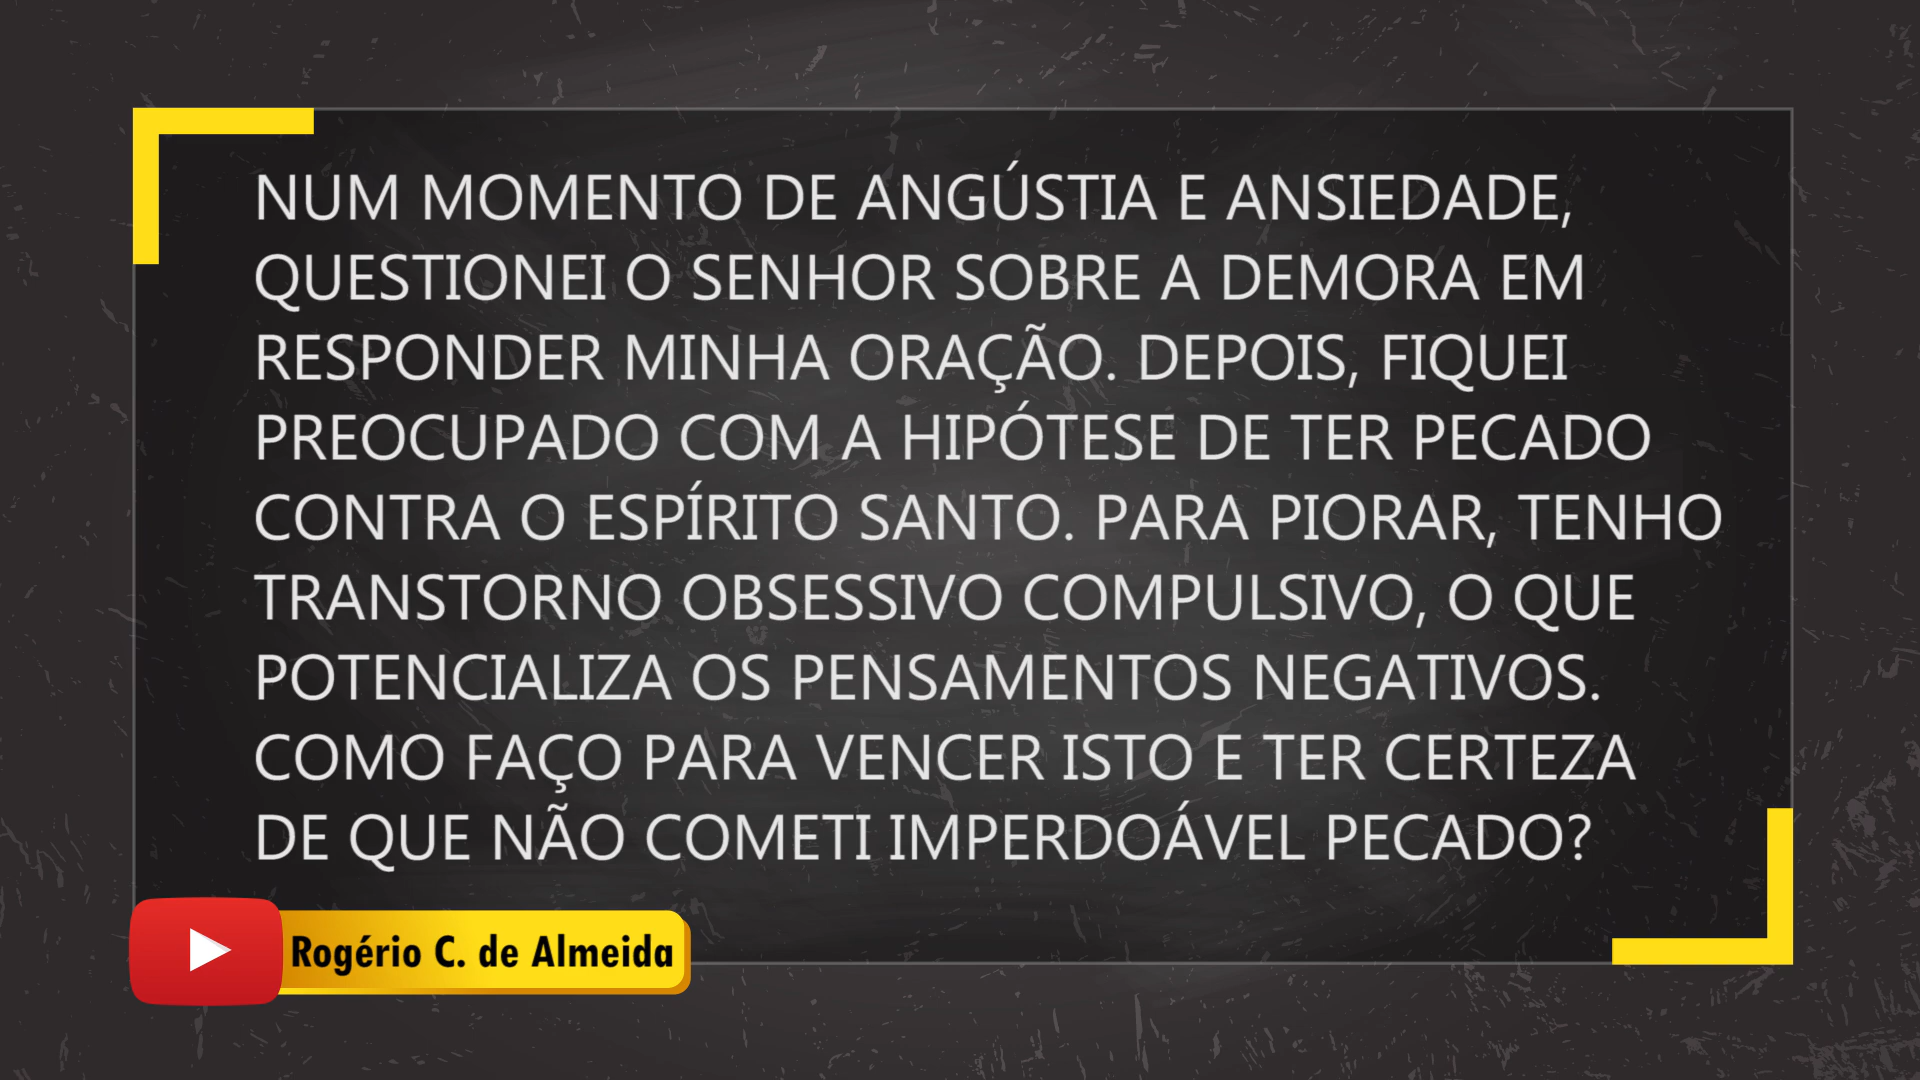 NUM MOMENTO DE ANGÚSTIA E ANSIEDADE,
QUESTIONEI O SENHOR SOBRE A DEMORA EM
RESPONDER MINHA ORAÇÃO. DEPOIS, FIQUEI
PREOCUPADO COM A HIPÓTESE DE TER PECADO
CONTRA O ESPÍRITO SANTO. PARA PIORAR, TENHO
TRANSTORNO OBSESSIVO COMPULSIVO, O QUE
POTENCIALIZA OS PENSAMENTOS NEGATIVOS.
COMO FAÇO PARA VENCER ISTO E TER CERTEZA
DE QUE NÃO COMETI IMPERDOÁVEL PECADO?
Rogério C. de Almeida